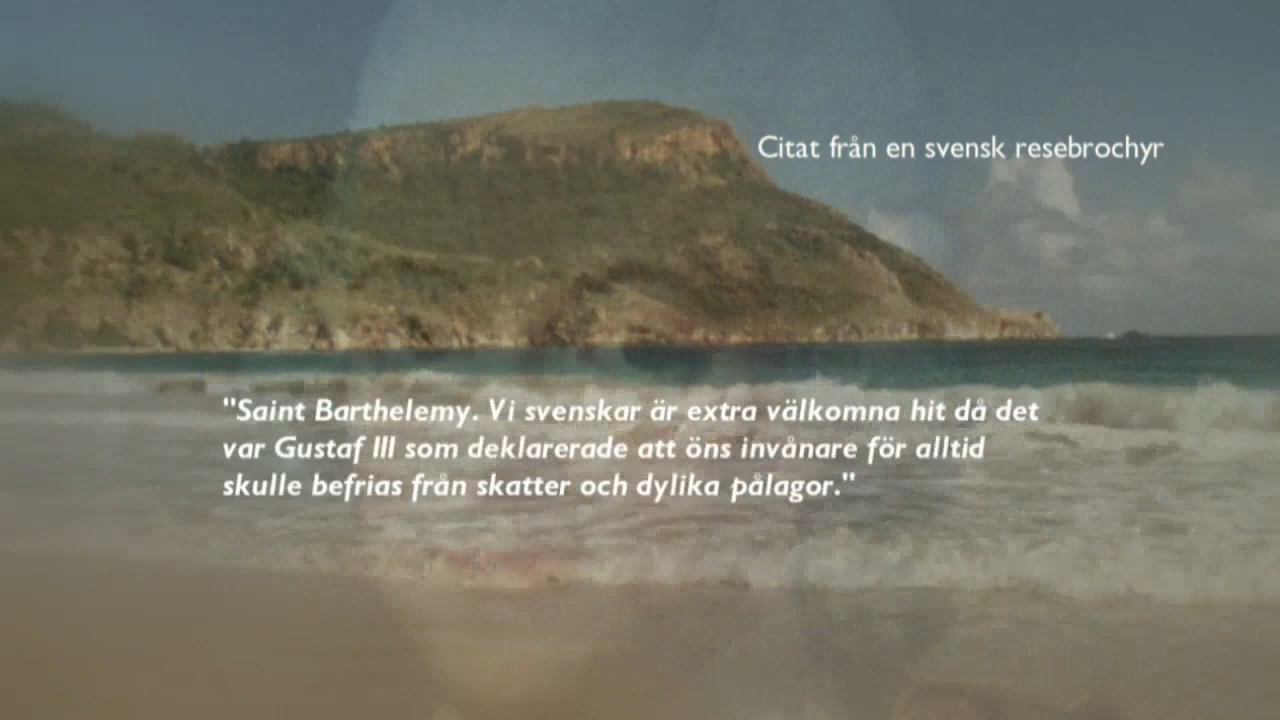 Citat från en svensk resebrochyr
"Saint Barthelemy. Vi svenskar är extra välkomna hit då det
var Gustaf III som deklarerade att öns invånare för alltid
skulle befrias från skatter och dylika pålagor."